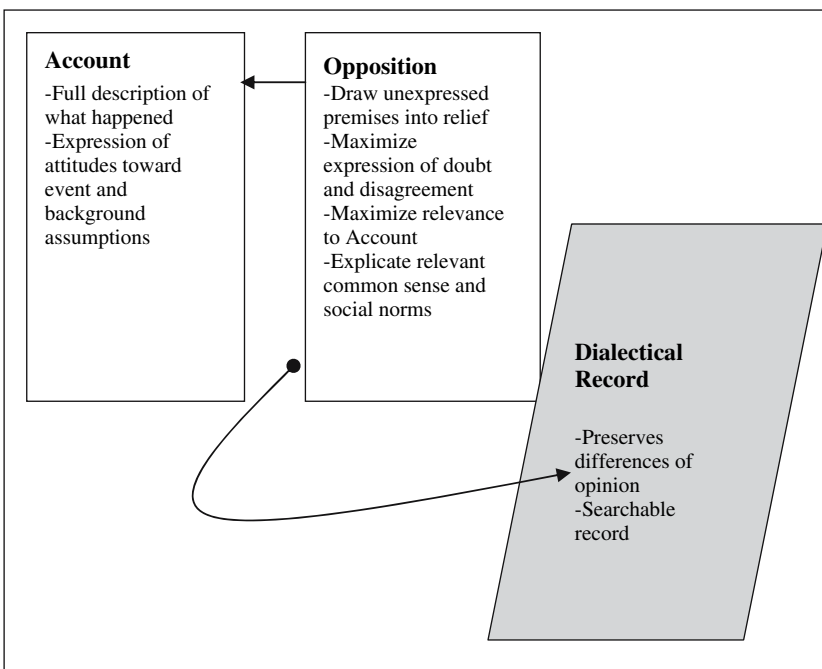 Account
-Full description of
what happened
-Expression of
attitudes toward
event and
background
assumptions
Opposition
-Draw unexpressed
premises into relief
-Maximize
expression of doubt
and disagreement
-Maximize relevance
to Account
-Explicate relevant
common sense and
social norms
Dialectical
Record
-Preserves
differences of
opinion
-Searchable
record